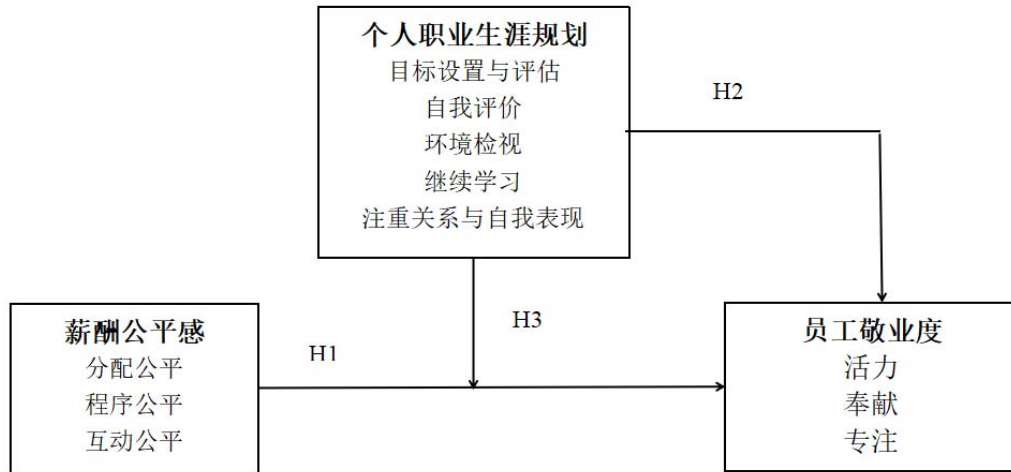 个人职业生涯规划
目标设置与评估
自我评价
环境检视
继续学习
注重关系与自我表现
H2
H3
薪酬公平感
分配公平
程序公平
互动公平
H1
员工敬业度
活力
奉献
专注